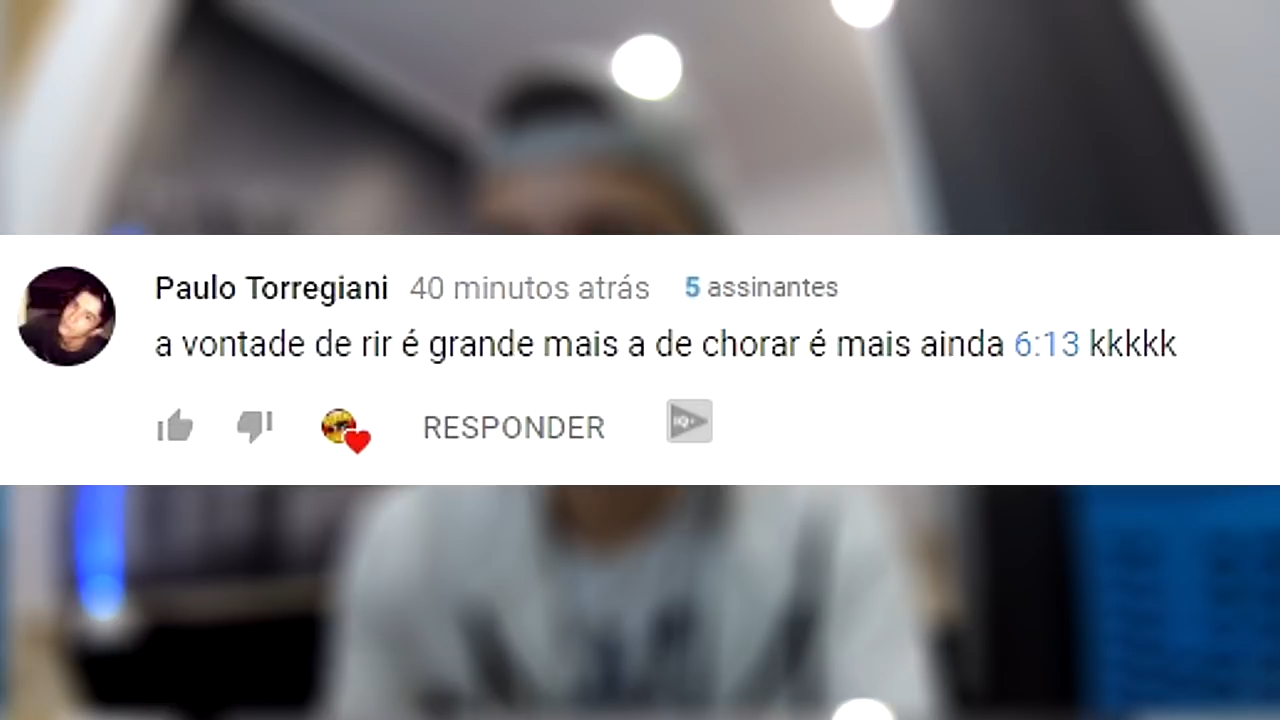 Paulo Torregiani 40 minutos atrás 5 assinantes
a vontade de rir é grande mais a de chorar é mais ainda 6:13 kkkkk
RESPONDER